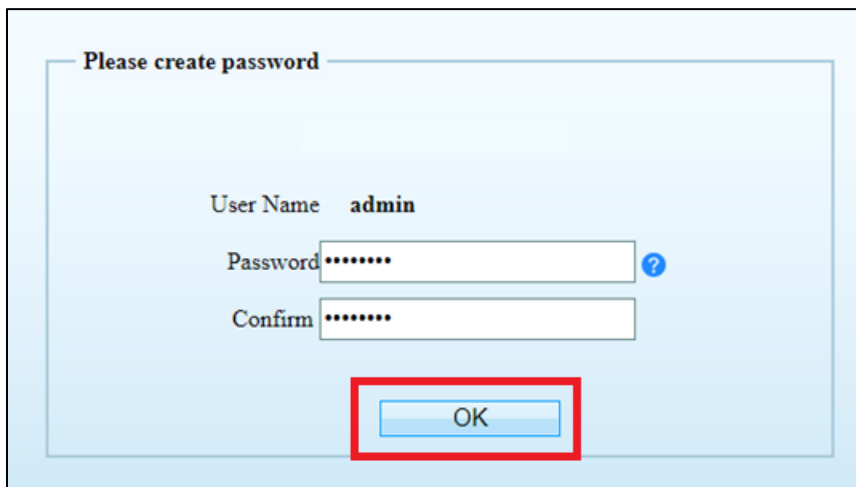 Please create password
User Name admin
Password ••••••••
Confirm ••••••••
OK